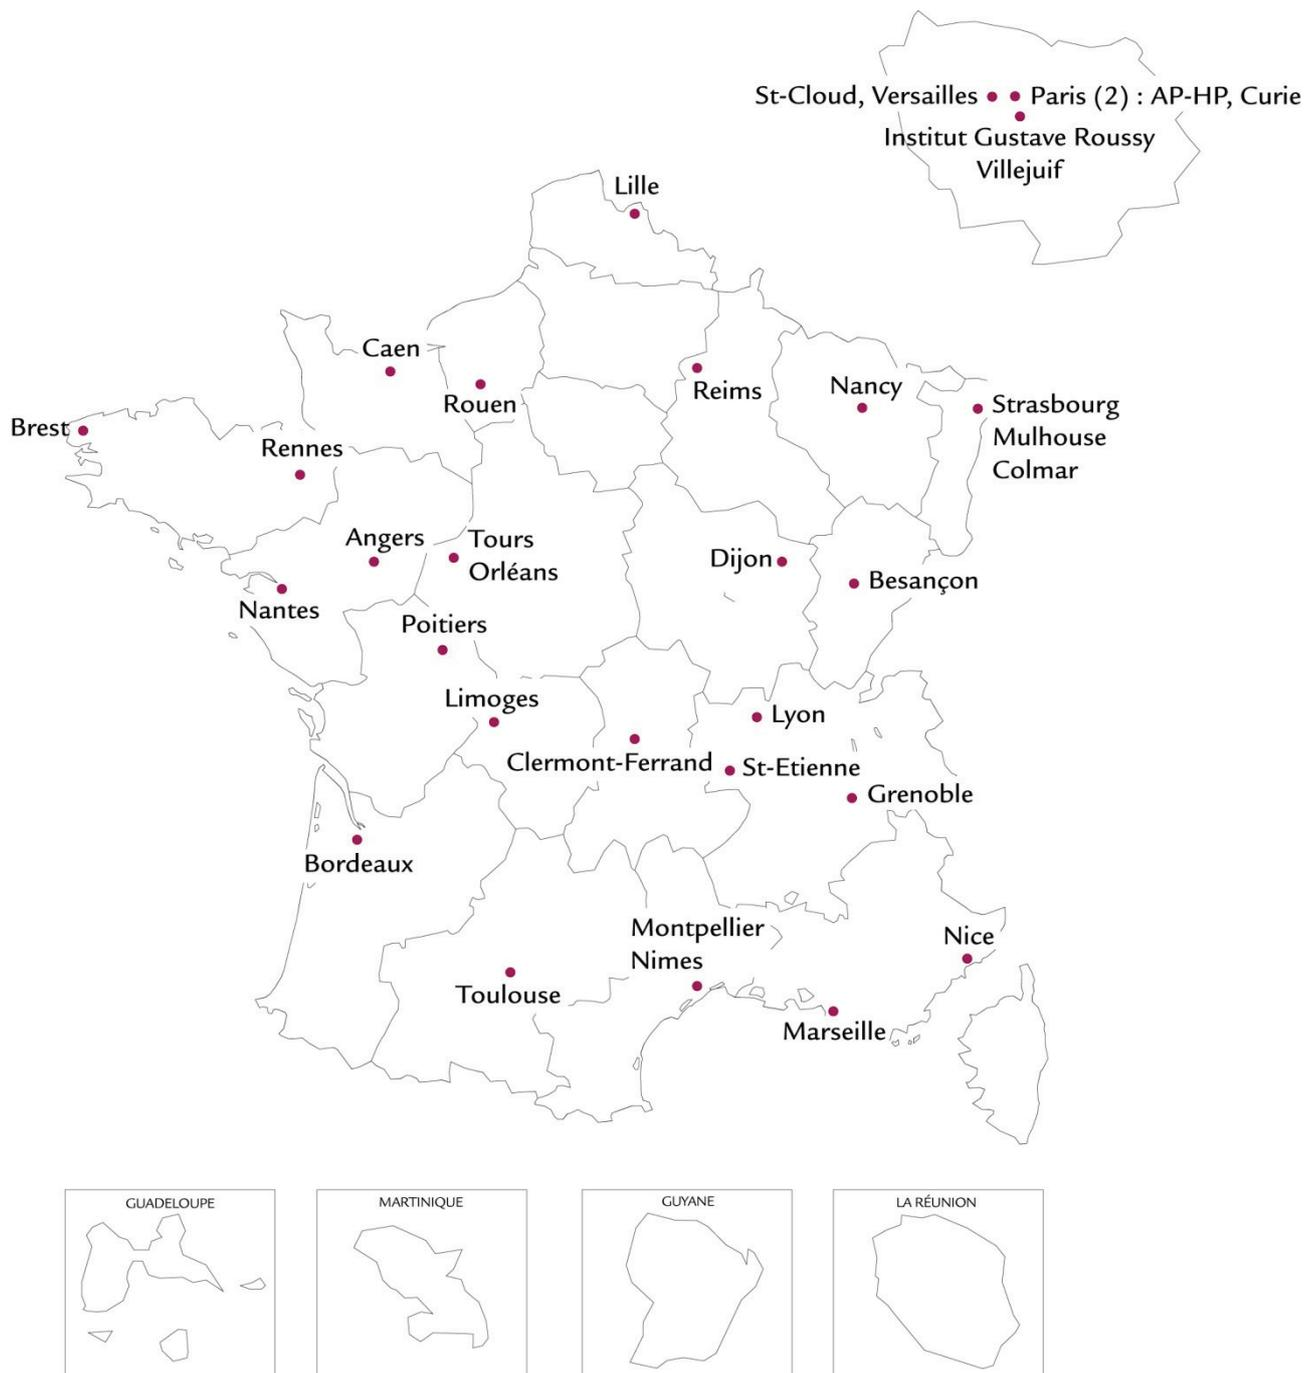 St-Cloud, Versailles
Paris (2) : AP-HP, Curie
Institut Gustave Roussy
Villejuif
Lille
Caen
Rouen
Reims
Nancy
Strasbourg
Mulhouse
Colmar
Brest
Rennes
Angers
Tours
Orléans
Dijon
Besançon
Nantes
Poitiers
Limoges
Lyon
Clermont-Ferrand
St-Etienne
Grenoble
Bordeaux
Montpellier
Nimes
Nice
Toulouse
Marseille
GUADELOUPE
MARTINIQUE
GUYANE
LA RÉUNION